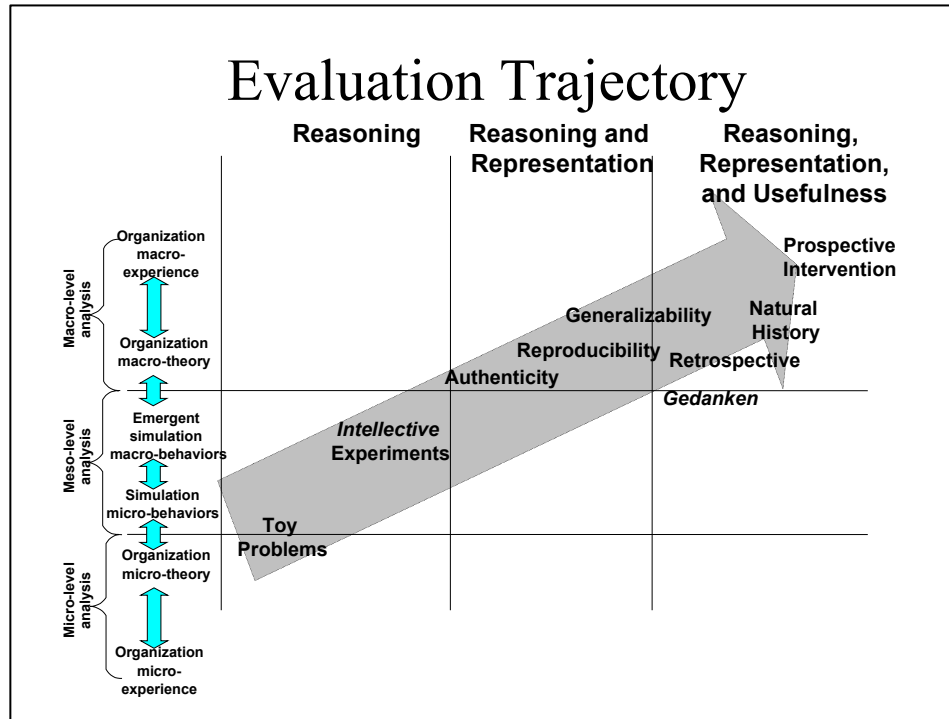 Evaluation Trajectory
Reasoning
Reasoning and
Representation
Reasoning,
Representation,
and Usefulness
Macro-level
analysis
Organization
macro-
experience
Organization
macro-theory
Meso-level
analysis
Emergent
simulation
macro-behaviors
Simulation
micro-behaviors
Micro-level
analysis
Organization
micro-theory
Organization
micro-
experience
Toy
Problems
Intellective
Experiments
Authenticity
Reproducibility
Generalizability
Gedanken
Retrospective
Natural
History
Prospective
Intervention